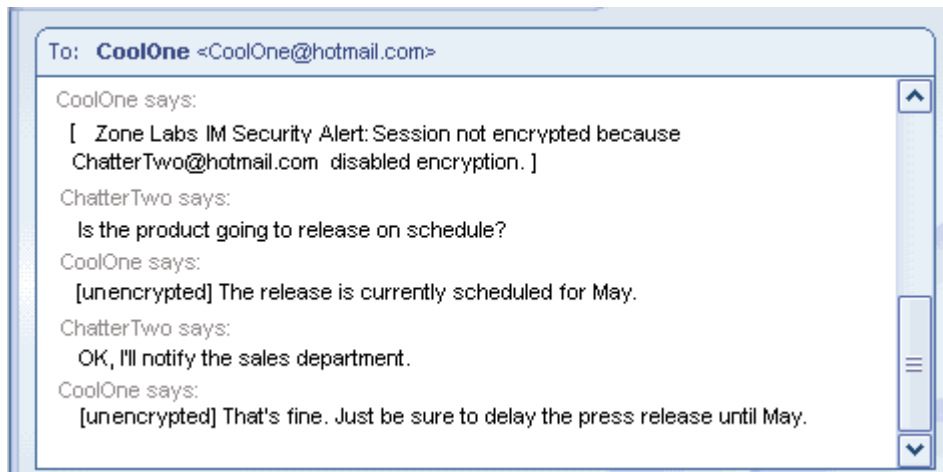 To: CoolOne <CoolOne@hotmail.com>
CoolOne says:
[ Zone Labs IM Security Alert: Session not encrypted because
ChatterTwo@hotmail.com disabled encryption. ]
ChatterTwo says:
Is the product going to release on schedule?
CoolOne says:
[unencrypted] The release is currently scheduled for May.
ChatterTwo says:
OK, I'll notify the sales department.
CoolOne says:
[unencrypted] That's fine. Just be sure to delay the press release until May.